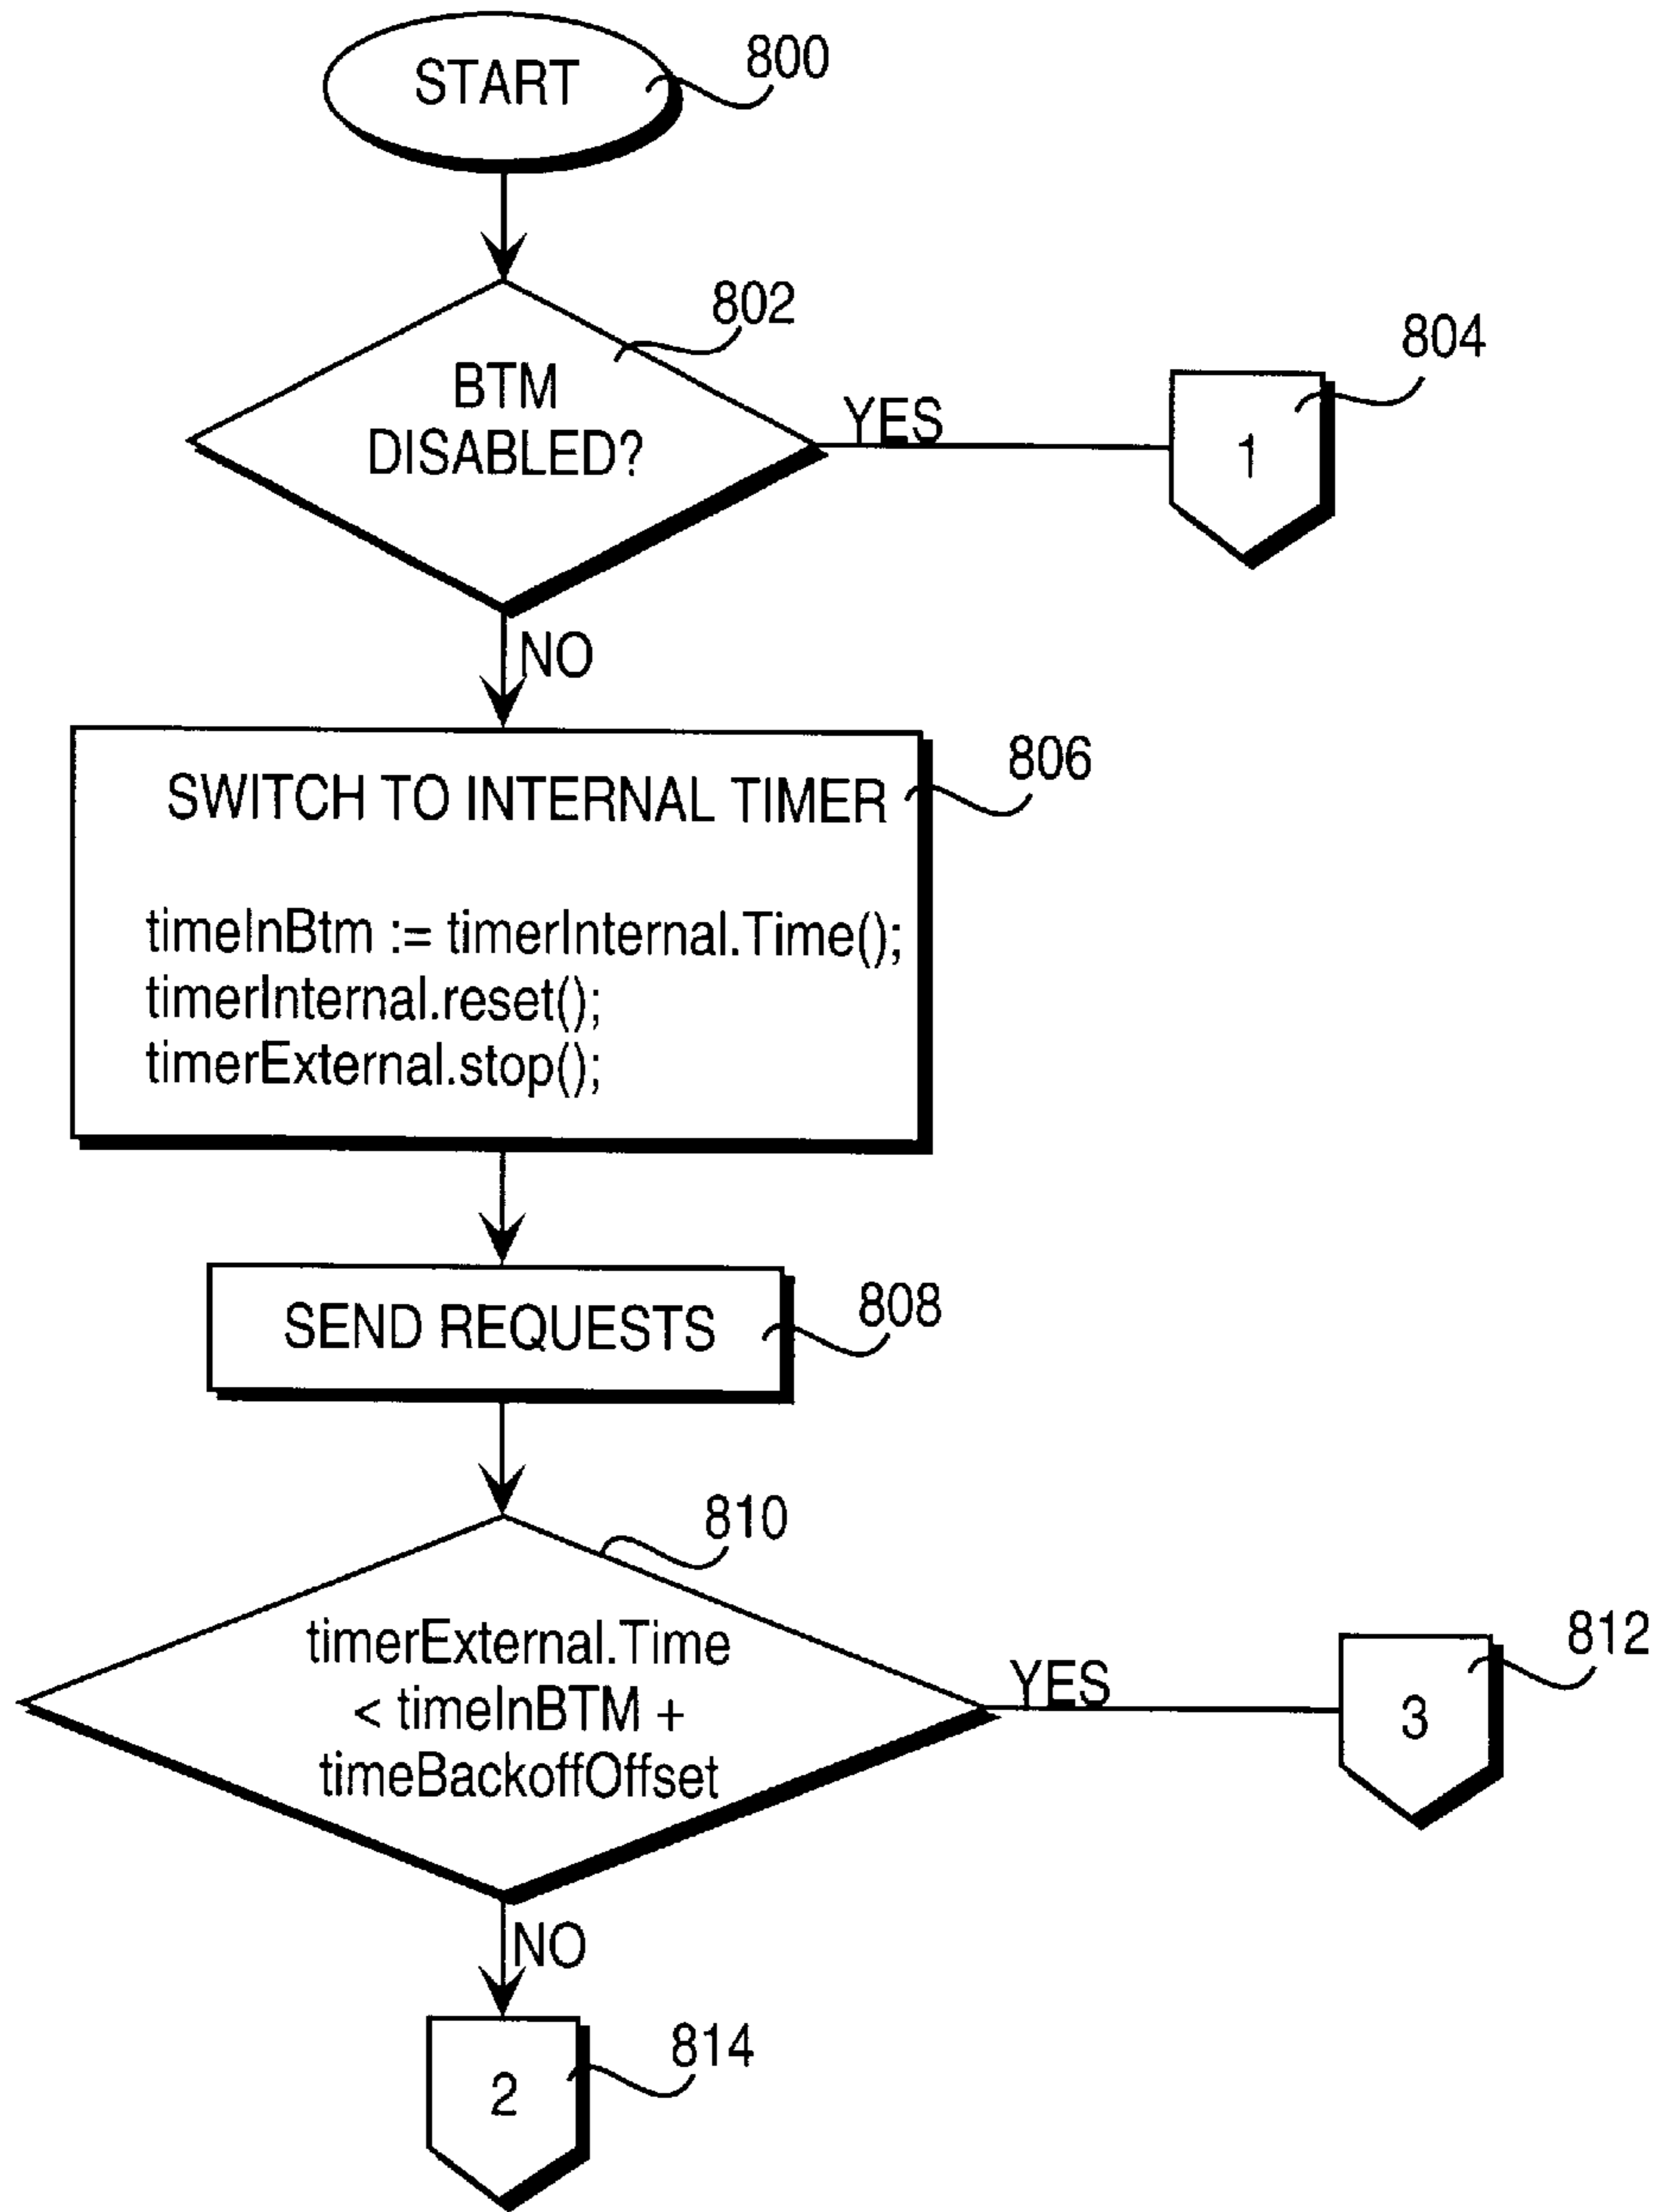 START
800
802
BTM
DISABLED?
YES
804
1
NO
806
SWITCH TO INTERNAL TIMER
timeInBtm := timerInternal.Time();
timerInternal.reset();
timerExternal.stop();
SEND REQUESTS
808
810
timerExternal.Time
< timeInBTM +
timeBackoffOffset
YES
812
3
NO
814
2